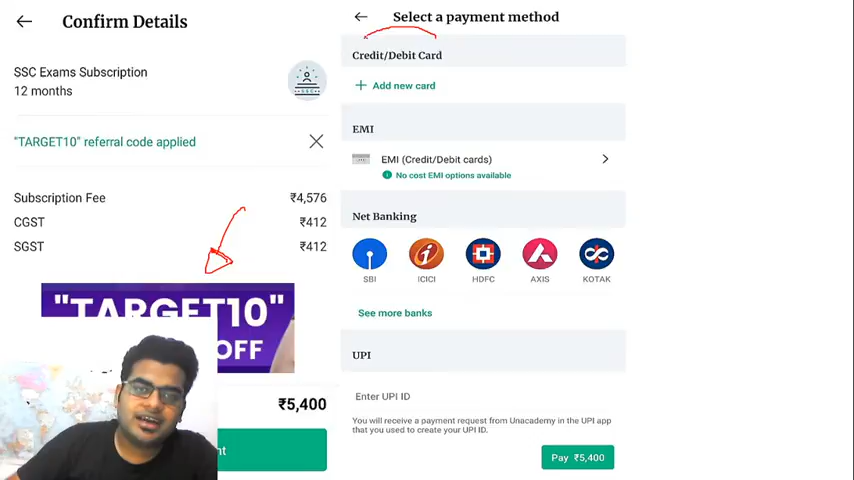 Confirm Details
SSC Exams Subscription
12 months
SSC
"TARGET10" referral code applied
Subscription Fee ₹4,576
CGST ₹412
SGST ₹412
"TARGET10"
OFF
₹5,400
nt
Select a payment method
Credit/Debit Card
+ Add new card
EMI
EMI (Credit/Debit cards)
No cost EMI options available
Net Banking
SBI ICICI HDFC AXIS KOTAK
See more banks
UPI
Enter UPI ID
You will receive a payment request from Unacademy in the UPI app
that you used to create your UPI ID.
Pay ₹5,400